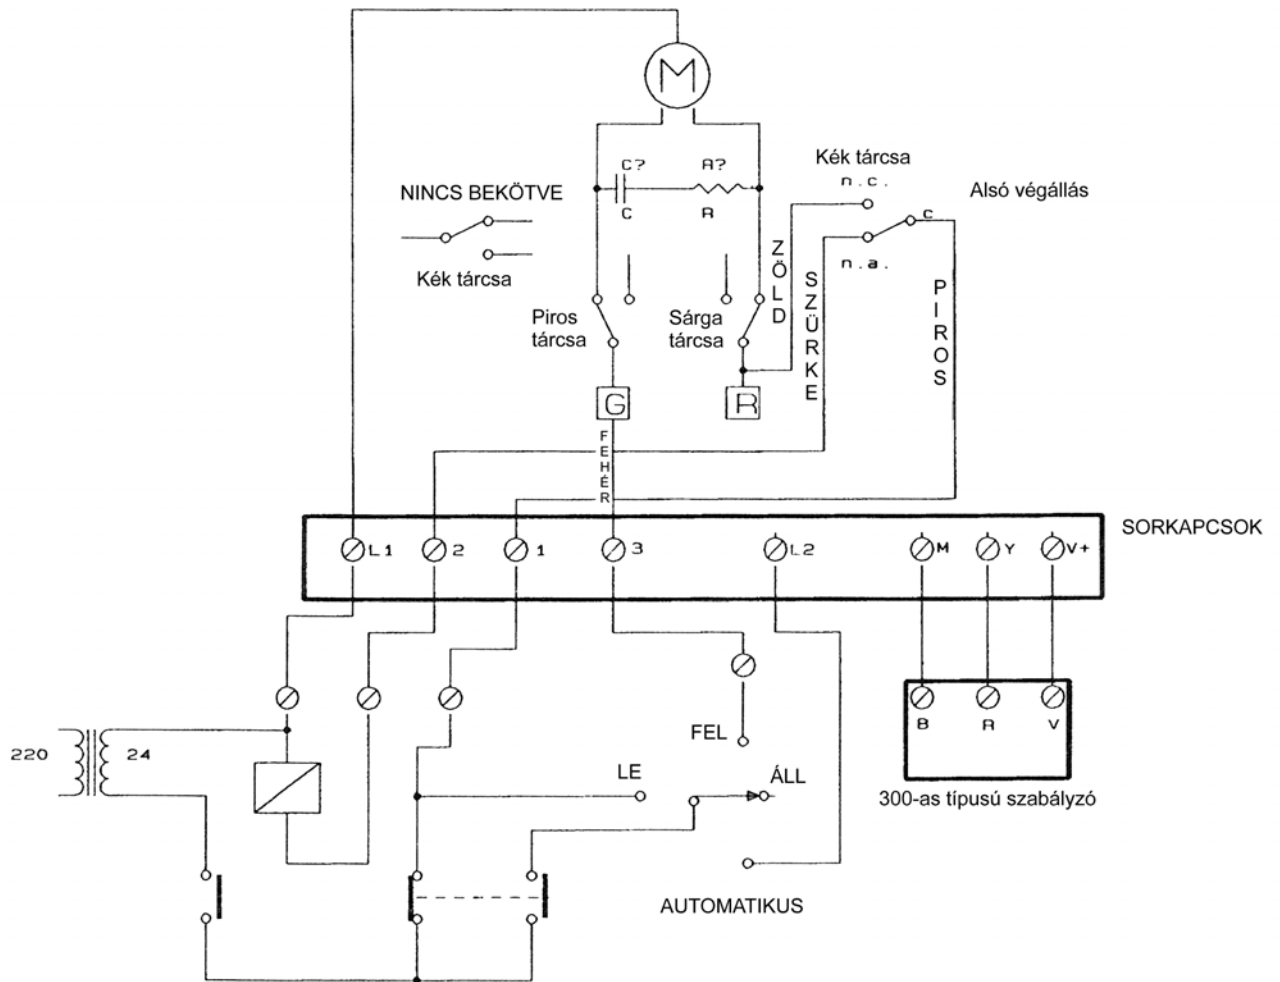 M
C?
R?
C
R
NINCS BEKÖTVE
Kék tárcsa
Kék tárcsa
n.c.
Alsó végállás
c
n.a.
Piros
tárcsa
Sárga
tárcsa
ZÖLD
SZÜRKE
PIROS
G
R
FEHÉR
SORKAPCSOK
L1
2
1
3
L2
M
Y
V+
B
R
V
300-as típusú szabályzó
220
24
FEL
LE
ÁLL
AUTOMATIKUS